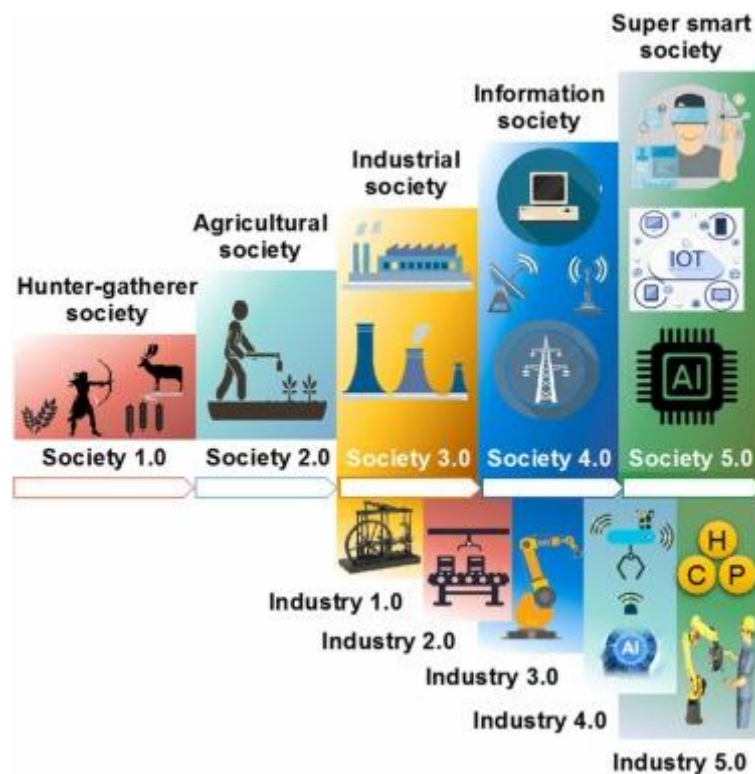 Super smart
society
Information
society
Industrial
society
Agricultural
society
Hunter-gatherer
society
IOT
AI
Society 1.0
Society 2.0
Society 3.0
Society 4.0
Society 5.0
H
C P
Industry 1.0
Industry 2.0
AI
Industry 3.0
Industry 4.0
Industry 5.0